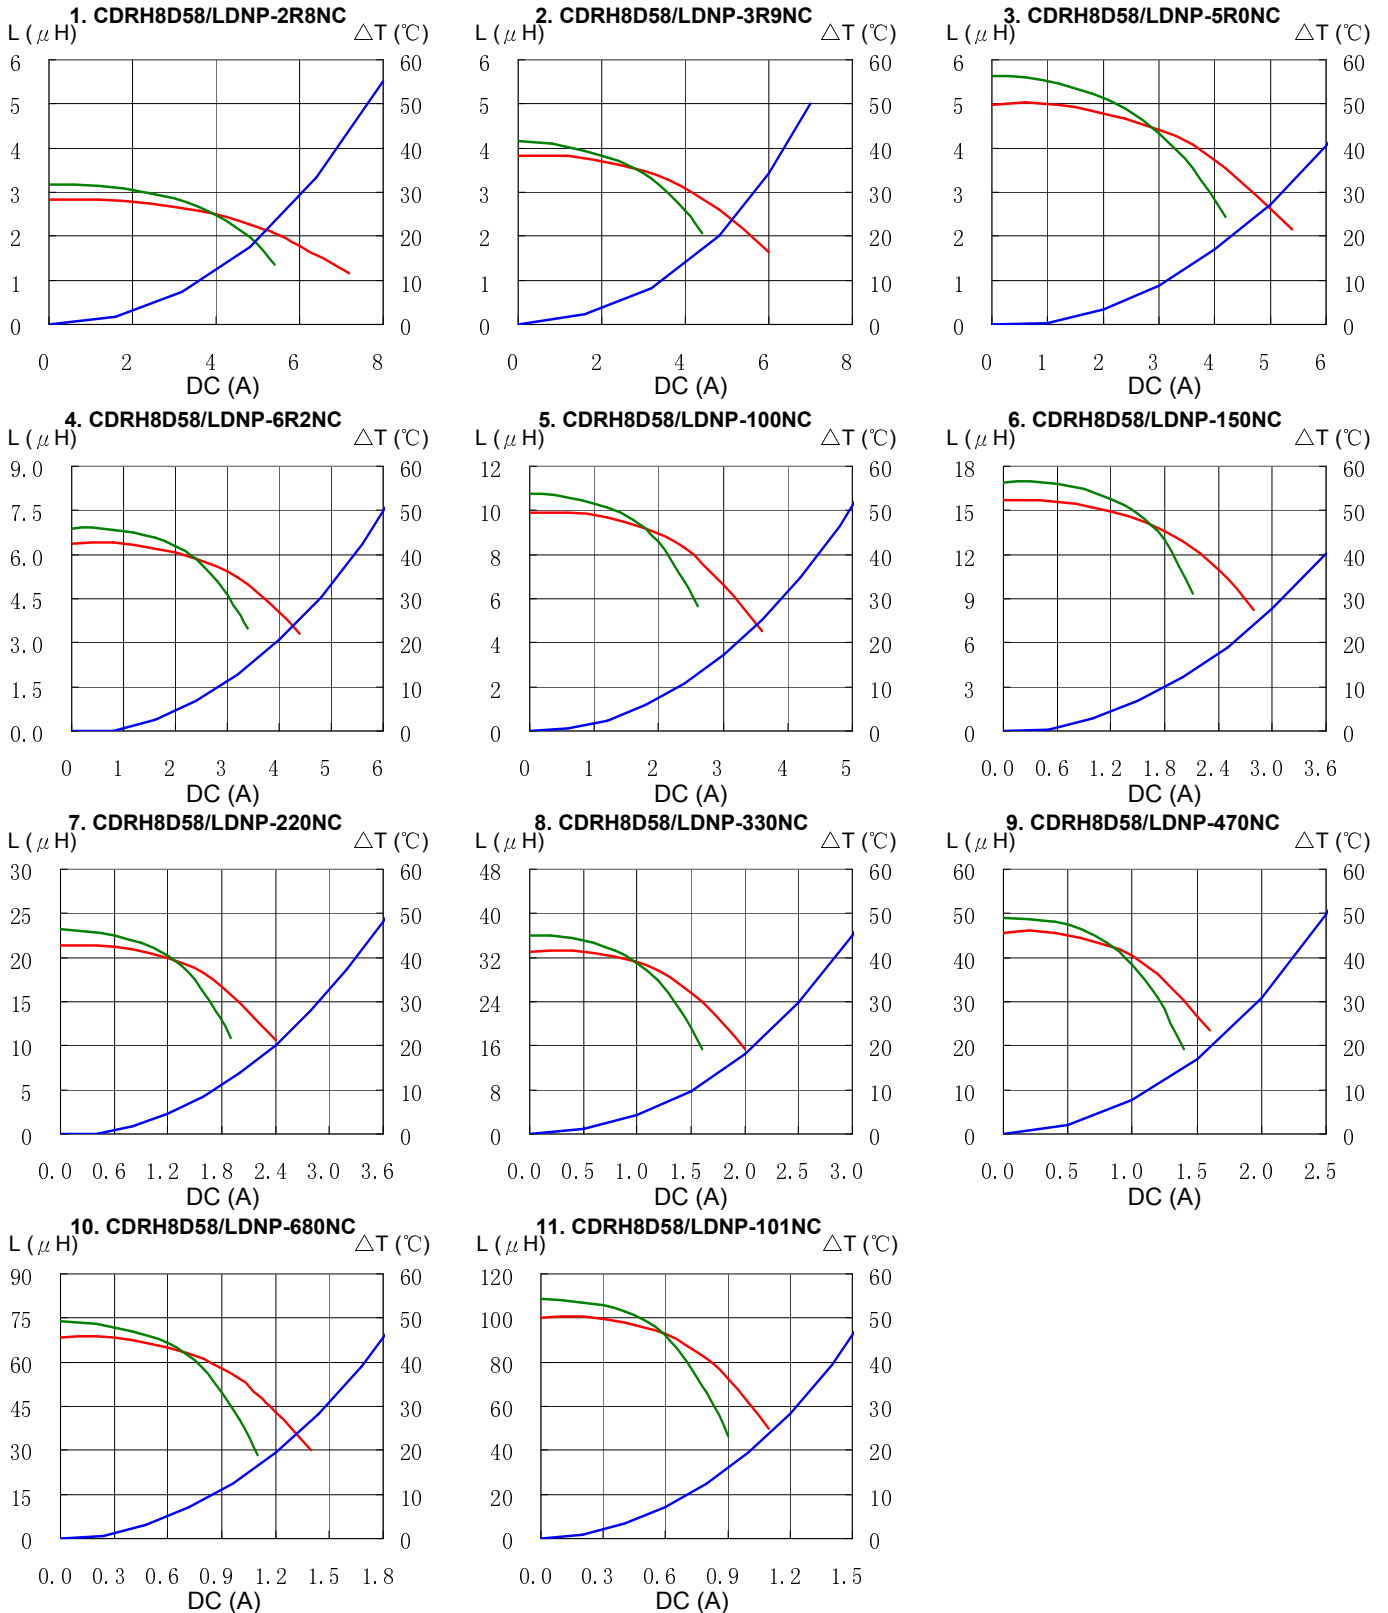 1. CDRH8D58/LDNP-2R8NC
L (μH) △T (℃)
6 60
5 50
4 40
3 30
2 20
1 10
0 0
0 2 4 6 8
DC (A)
2. CDRH8D58/LDNP-3R9NC
L (μH) △T (℃)
6 60
5 50
4 40
3 30
2 20
1 10
0 0
0 2 4 6 8
DC (A)
3. CDRH8D58/LDNP-5R0NC
L (μH) △T (℃)
6 60
5 50
4 40
3 30
2 20
1 10
0 0
0 1 2 3 4 5 6
DC (A)
4. CDRH8D58/LDNP-6R2NC
L (μH) △T (℃)
9.0 60
7.5 50
6.0 40
4.5 30
3.0 20
1.5 10
0.0 0
0 1 2 3 4 5 6
DC (A)
5. CDRH8D58/LDNP-100NC
L (μH) △T (℃)
12 60
10 50
8 40
6 30
4 20
2 10
0 0
0 1 2 3 4 5
DC (A)
6. CDRH8D58/LDNP-150NC
L (μH) △T (℃)
18 60
15 50
12 40
9 30
6 20
3 10
0 0
0.0 0.6 1.2 1.8 2.4 3.0 3.6
DC (A)
7. CDRH8D58/LDNP-220NC
L (μH) △T (℃)
30 60
25 50
20 40
15 30
10 20
5 10
0 0
0.0 0.6 1.2 1.8 2.4 3.0 3.6
DC (A)
8. CDRH8D58/LDNP-330NC
L (μH) △T (℃)
48 60
40 50
32 40
24 30
16 20
8 10
0 0
0.0 0.5 1.0 1.5 2.0 2.5 3.0
DC (A)
9. CDRH8D58/LDNP-470NC
L (μH) △T (℃)
60 60
50 50
40 40
30 30
20 20
10 10
0 0
0.0 0.5 1.0 1.5 2.0 2.5
DC (A)
10. CDRH8D58/LDNP-680NC
L (μH) △T (℃)
90 60
75 50
60 40
45 30
30 20
15 10
0 0
0.0 0.3 0.6 0.9 1.2 1.5 1.8
DC (A)
11. CDRH8D58/LDNP-101NC
L (μH) △T (℃)
120 60
100 50
80 40
60 30
40 20
20 10
0 0
0.0 0.3 0.6 0.9 1.2 1.5
DC (A)